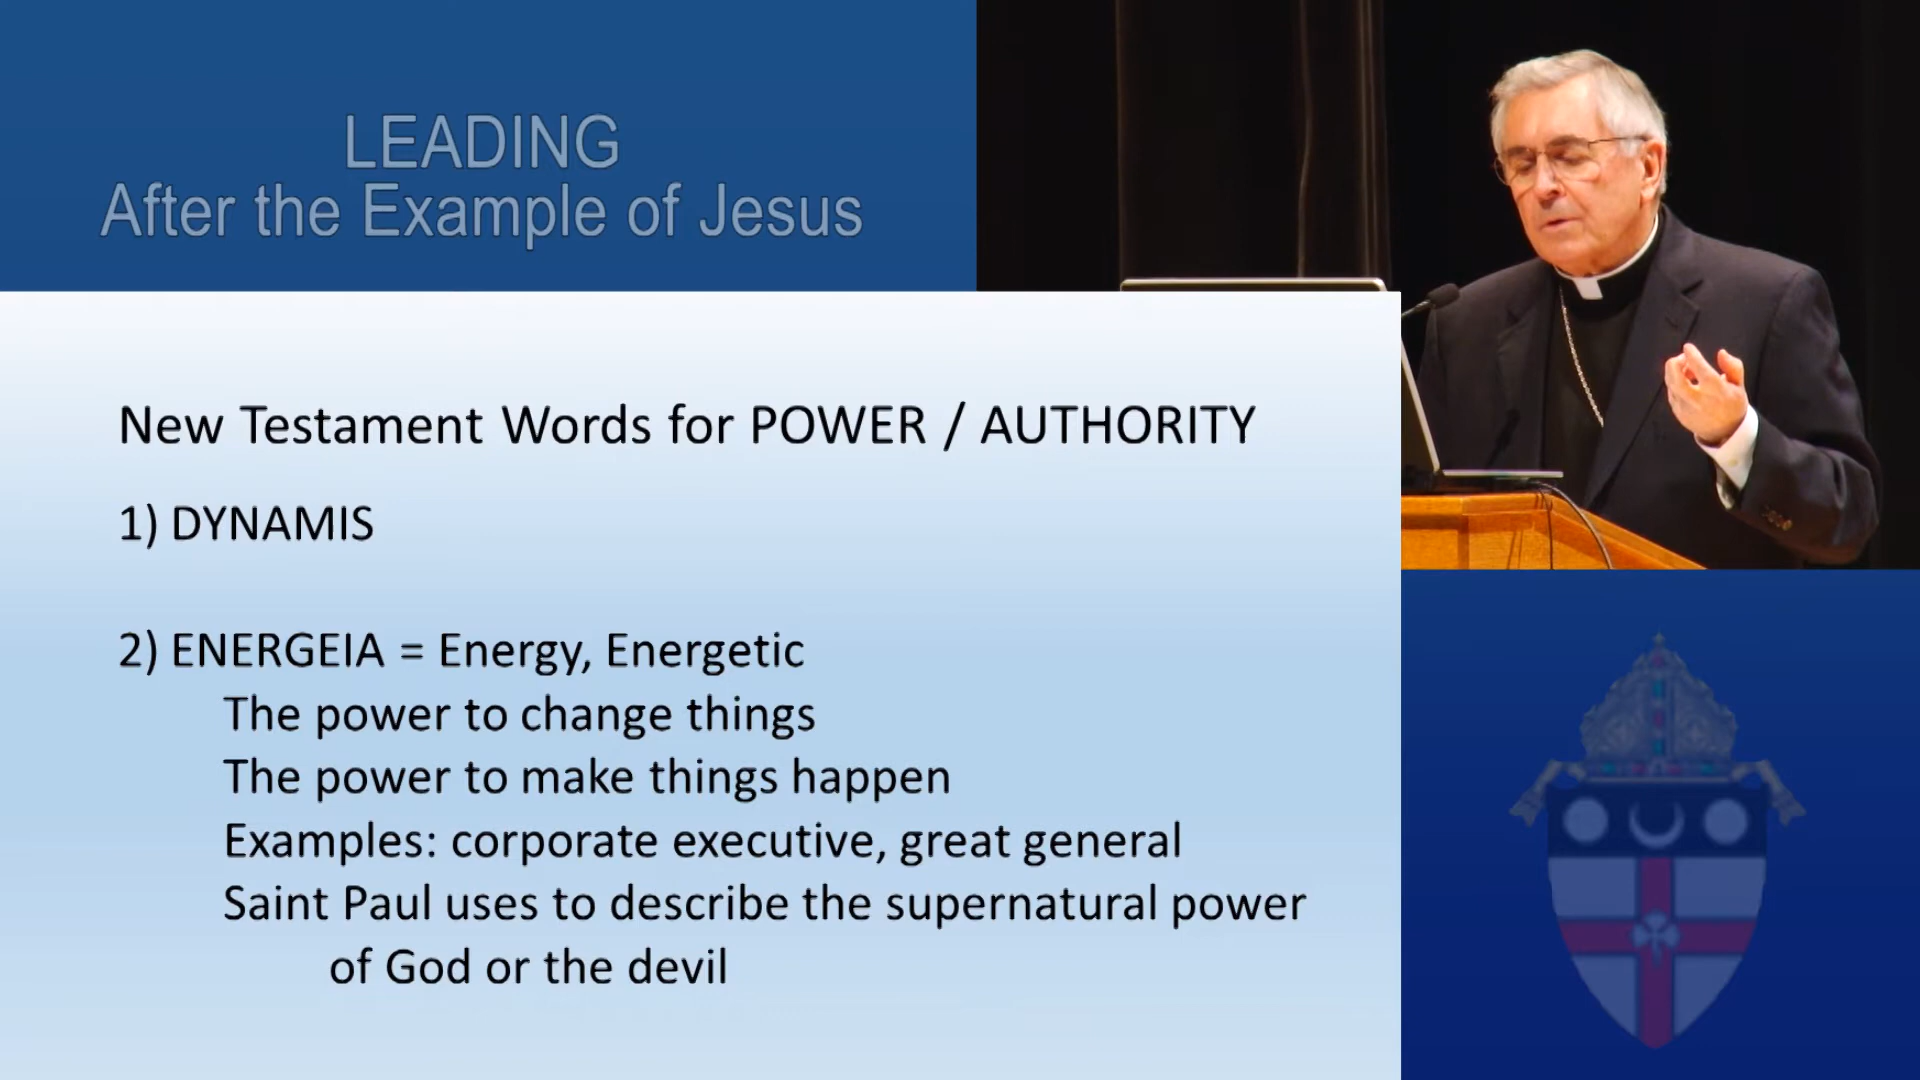 LEADING
After the Example of Jesus
New Testament Words for POWER / AUTHORITY
1) DYNAMIS
2) ENERGEIA = Energy, Energetic
The power to change things
The power to make things happen
Examples: corporate executive, great general
Saint Paul uses to describe the supernatural power
of God or the devil